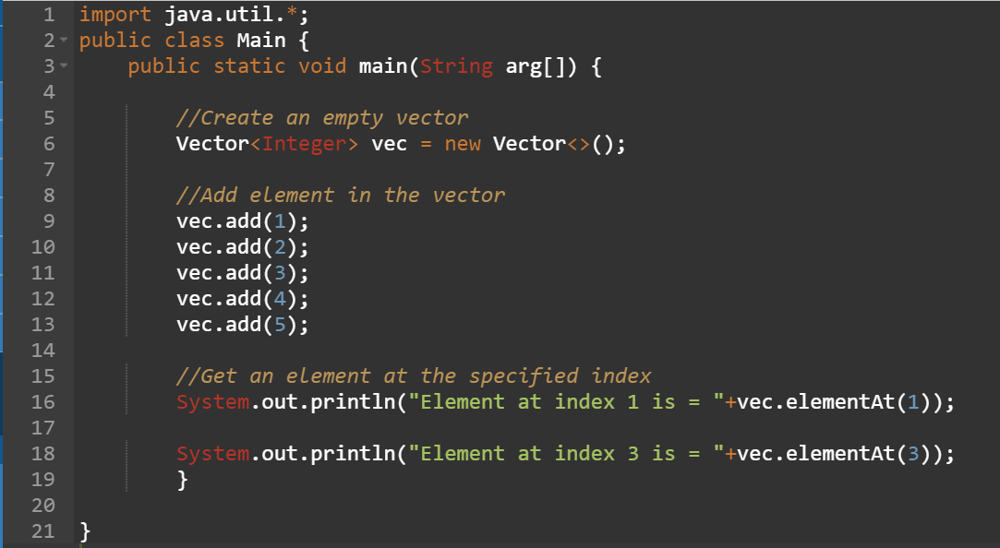 1 import java.util.*;
2 public class Main {
3     public static void main(String arg[]) {
4
5         //Create an empty vector
6         Vector<Integer> vec = new Vector<>();
7
8         //Add element in the vector
9         vec.add(1);
10         vec.add(2);
11         vec.add(3);
12         vec.add(4);
13         vec.add(5);
14
15         //Get an element at the specified index
16         System.out.println("Element at index 1 is = "+vec.elementAt(1));
17
18         System.out.println("Element at index 3 is = "+vec.elementAt(3));
19         }
20
21 }